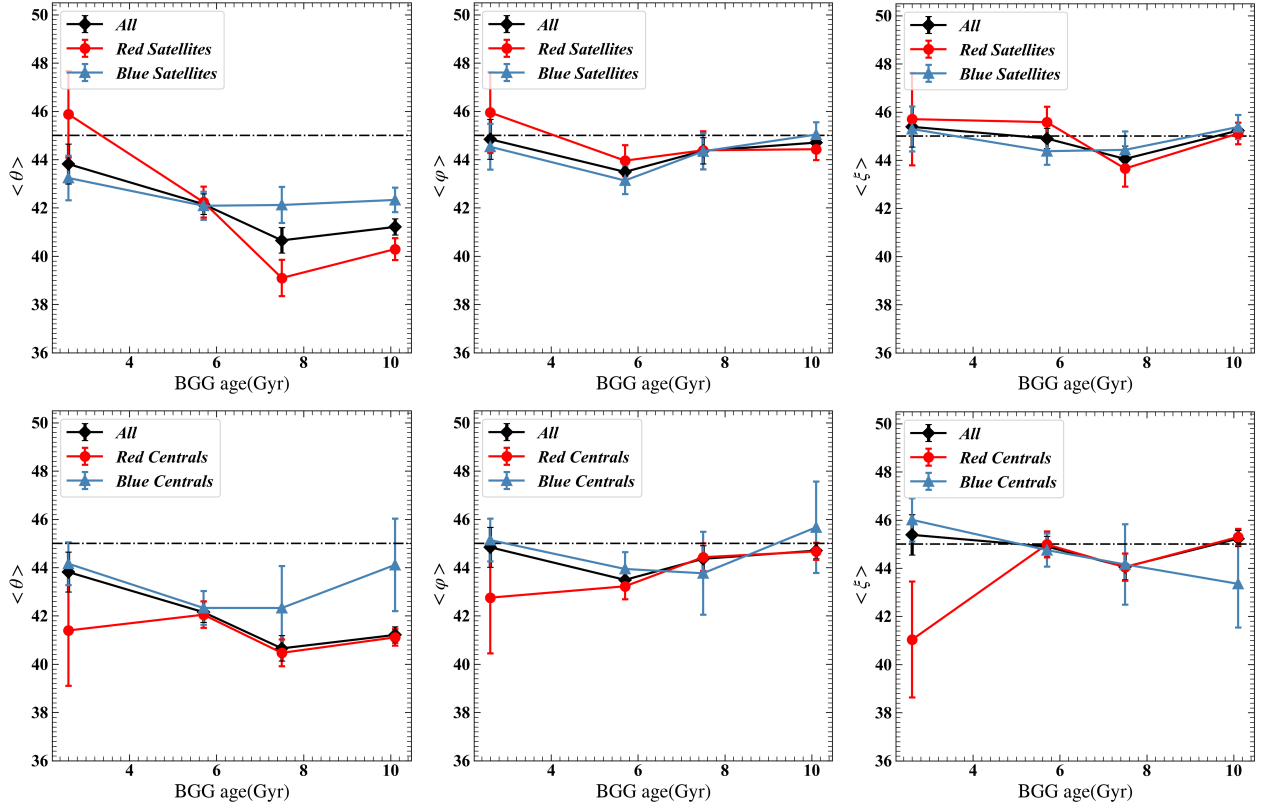 50
48
46
44
42
40
38
36
< θ >
All
Red Satellites
Blue Satellites
4
6
8
10
BGG age(Gyr)
50
48
46
44
42
40
38
36
< φ >
All
Red Satellites
Blue Satellites
4
6
8
10
BGG age(Gyr)
50
48
46
44
42
40
38
36
< ξ >
All
Red Satellites
Blue Satellites
4
6
8
10
BGG age(Gyr)
50
48
46
44
42
40
38
36
< θ >
All
Red Centrals
Blue Centrals
4
6
8
10
BGG age(Gyr)
50
48
46
44
42
40
38
36
< φ >
All
Red Centrals
Blue Centrals
4
6
8
10
BGG age(Gyr)
50
48
46
44
42
40
38
36
< ξ >
All
Red Centrals
Blue Centrals
4
6
8
10
BGG age(Gyr)